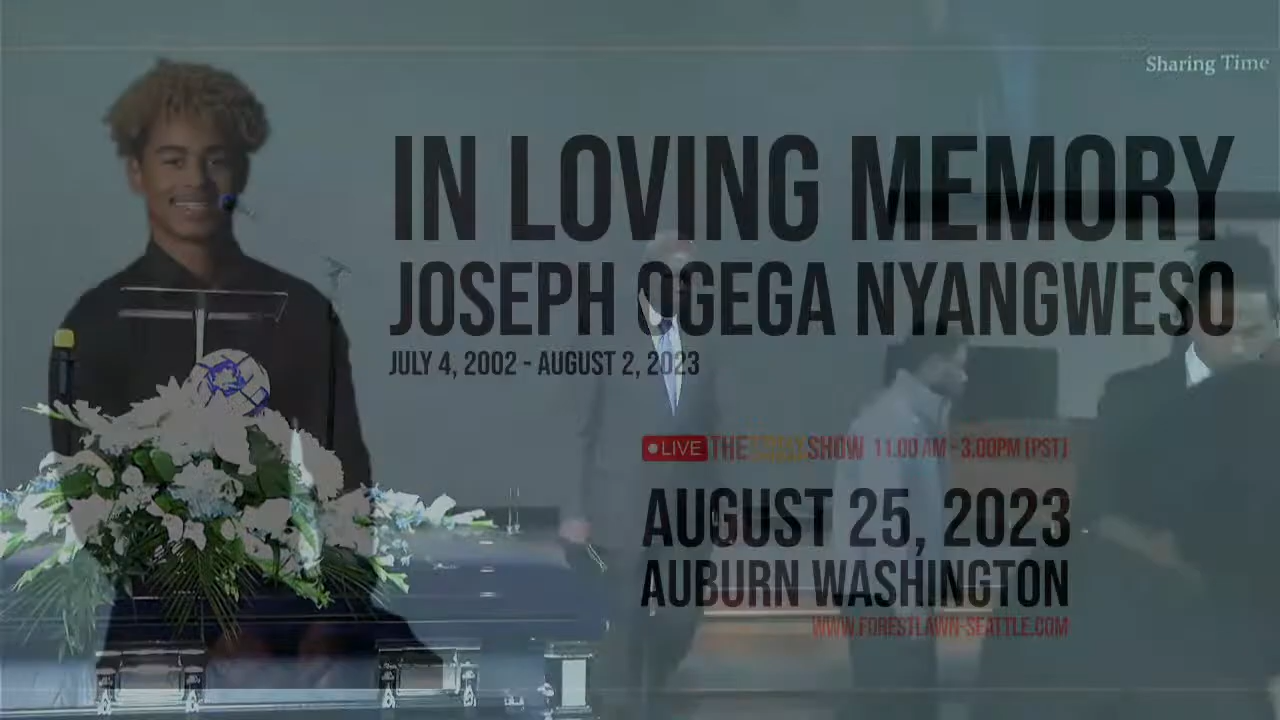 Sharing Time
IN LOVING MEMORY
JOSEPH OGEGA NYANGWESO
JULY 4, 2002 - AUGUST 2, 2023
LIVE THE SHOW 11.00 AM - 3.00PM (PST)
AUGUST 25, 2023
AUBURN WASHINGTON
WWW.FORESTLAWN-SEATTLE.COM